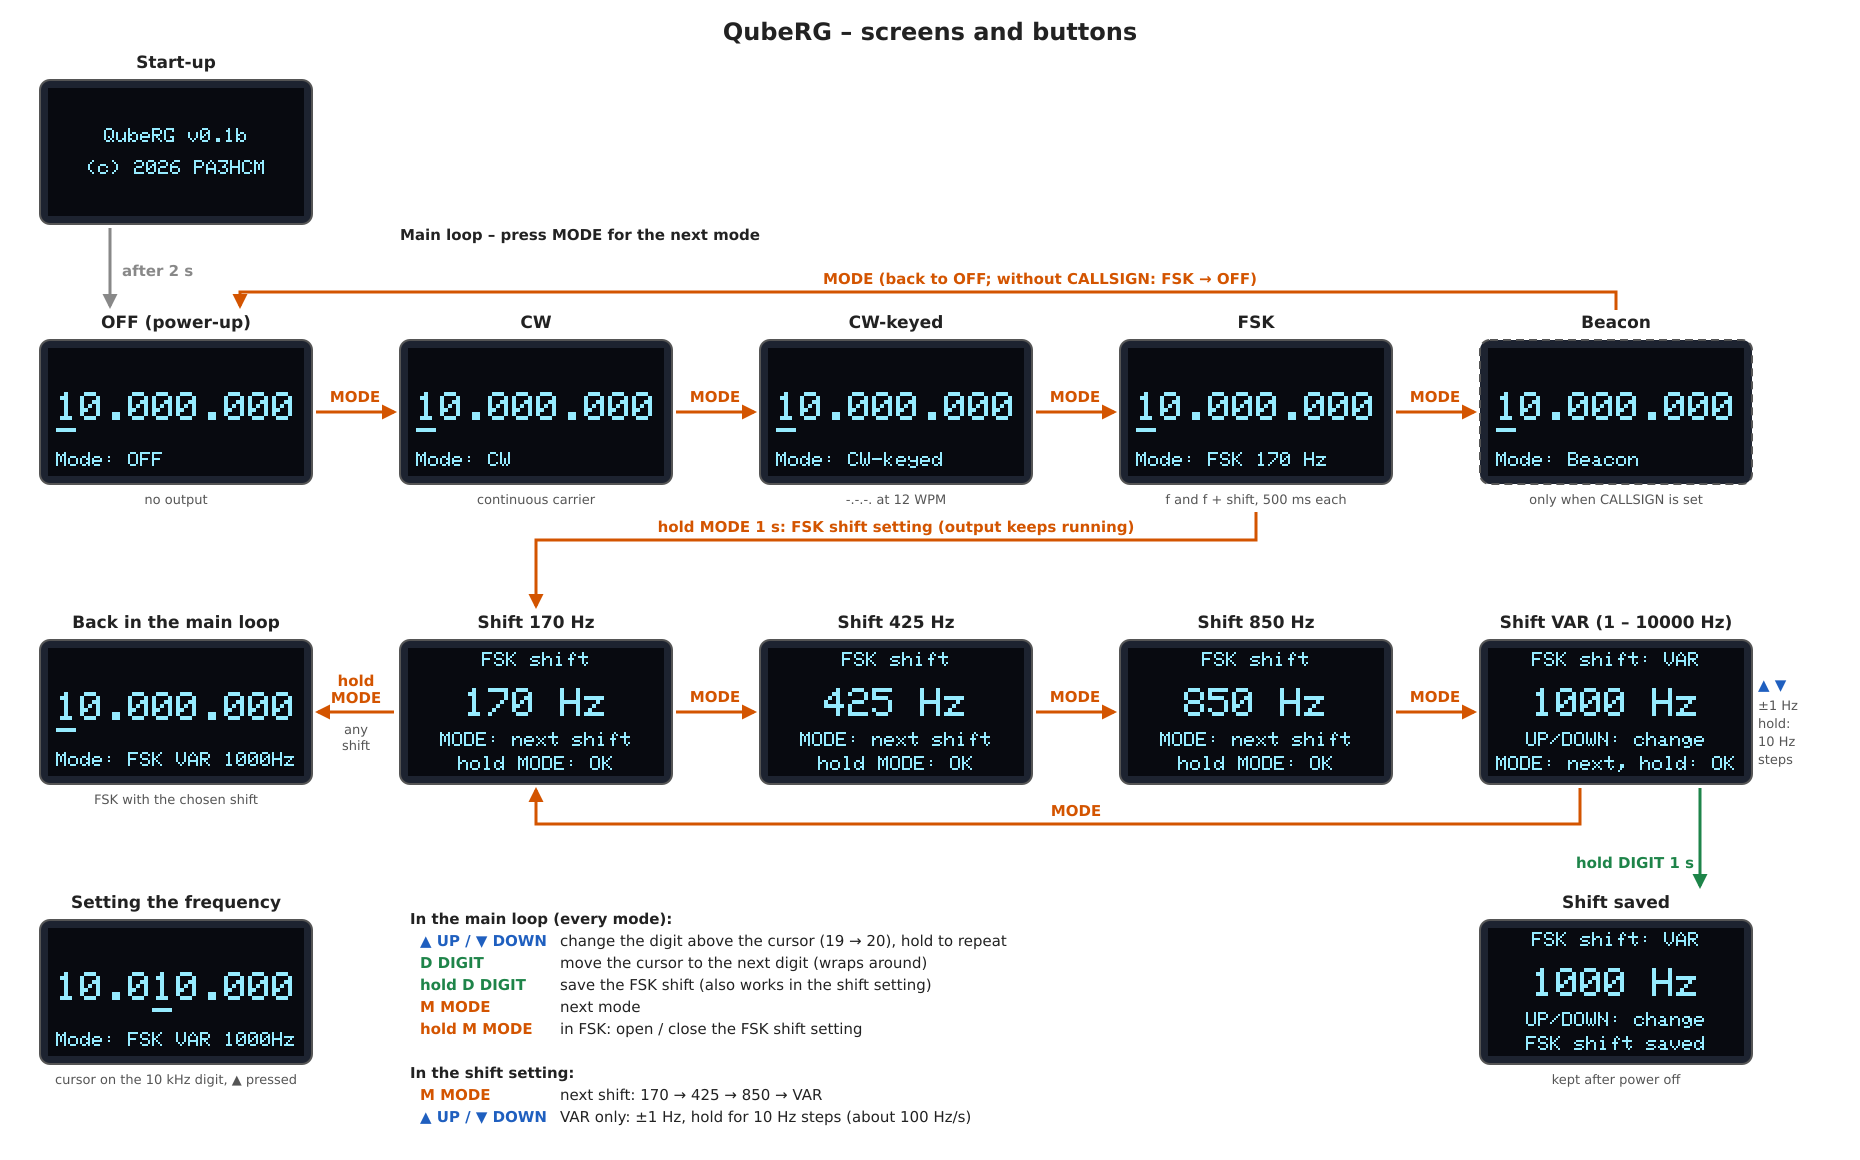 QubeRG – screens and buttons
Start-up
QubeRG v0.1b
(c) 2026 PA3HCM
after 2 s
Main loop – press MODE for the next mode
MODE (back to OFF; without CALLSIGN: FSK → OFF)
OFF (power-up)
10.000.000
Mode: OFF
no output
MODE
CW
10.000.000
Mode: CW
continuous carrier
MODE
CW-keyed
10.000.000
Mode: CW-keyed
-.-.-. at 12 WPM
MODE
FSK
10.000.000
Mode: FSK 170 Hz
f and f + shift, 500 ms each
MODE
Beacon
10.000.000
Mode: Beacon
only when CALLSIGN is set
hold MODE 1 s: FSK shift setting (output keeps running)
Back in the main loop
10.000.000
Mode: FSK VAR 1000Hz
FSK with the chosen shift
hold
MODE
any
shift
Shift 170 Hz
FSK shift
170 Hz
MODE: next shift
hold MODE: OK
MODE
Shift 425 Hz
FSK shift
425 Hz
MODE: next shift
hold MODE: OK
MODE
Shift 850 Hz
FSK shift
850 Hz
MODE: next shift
hold MODE: OK
MODE
Shift VAR (1 – 10000 Hz)
FSK shift: VAR
1000 Hz
UP/DOWN: change
MODE: next, hold: OK
▲ ▼
±1 Hz
hold:
10 Hz
steps
MODE
hold DIGIT 1 s
Setting the frequency
10.010.000
Mode: FSK VAR 1000Hz
cursor on the 10 kHz digit, ▲ pressed
In the main loop (every mode):
▲ UP / ▼ DOWN change the digit above the cursor (19 → 20), hold to repeat
D DIGIT move the cursor to the next digit (wraps around)
hold D DIGIT save the FSK shift (also works in the shift setting)
M MODE next mode
hold M MODE in FSK: open / close the FSK shift setting
In the shift setting:
M MODE next shift: 170 → 425 → 850 → VAR
▲ UP / ▼ DOWN VAR only: ±1 Hz, hold for 10 Hz steps (about 100 Hz/s)
Shift saved
FSK shift: VAR
1000 Hz
UP/DOWN: change
FSK shift saved
kept after power off